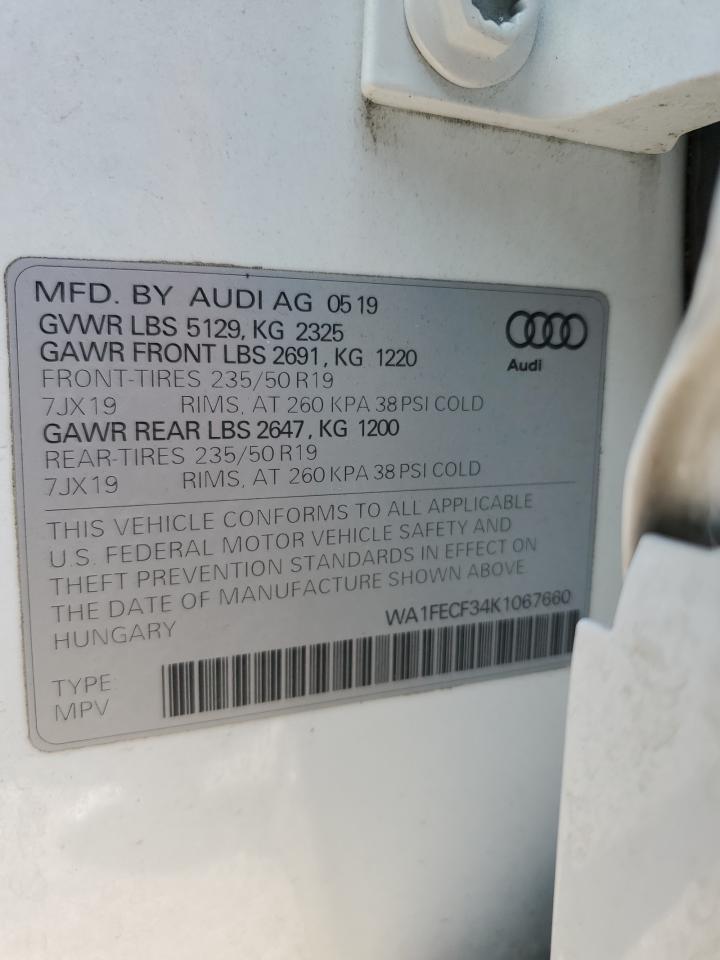 MFD. BY AUDI AG 05 19
GVWR LBS 5129, KG 2325
GAWR FRONT LBS 2691, KG 1220
FRONT-TIRES 235/50 R19
7JX19 RIMS, AT 260 KPA 38 PSI COLD
GAWR REAR LBS 2647, KG 1200
REAR-TIRES 235/50 R19
7JX19 RIMS, AT 260 KPA 38 PSI COLD
Audi
THIS VEHICLE CONFORMS TO ALL APPLICABLE
U.S. FEDERAL MOTOR VEHICLE SAFETY AND
THEFT PREVENTION STANDARDS IN EFFECT ON
THE DATE OF MANUFACTURE SHOWN ABOVE
HUNGARY WA1FECF34K1067660
TYPE:
MPV